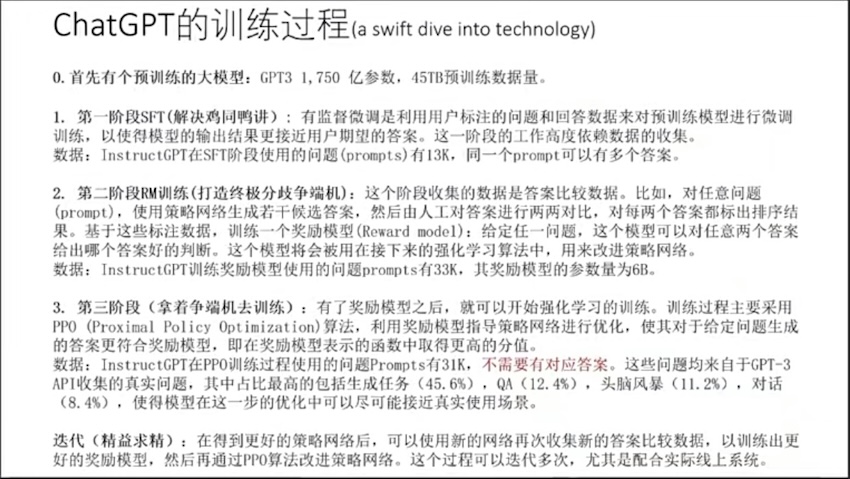 ChatGPT的训练过程(a swift dive into technology)
0.首先有个预训练的大模型：GPT3 1,750 亿参数，45TB预训练数据量。
1. 第一阶段SFT(解决鸡同鸭讲）：有监督微调是利用用户标注的问题和回答数据来对预训练模型进行微调
训练，以使得模型的输出结果更接近用户期望的答案。这一阶段的工作高度依赖数据的收集。
数据：InstructGPT在SFT阶段使用的问题(prompts)有13K，同一个prompt可以有多个答案。
2. 第二阶段RM训练(打造终极分歧争端机)：这个阶段收集的数据是答案比较数据。比如，对任意问题
(prompt)，使用策略网络生成若干候选答案，然后由人工对答案进行两两对比，对每两个答案都标出排序结
果。基于这些标注数据，训练一个奖励模型(Reward model)：给定任一问题，这个模型可以对任意两个答案
给出哪个答案好的判断。这个模型将会被用在接下来的强化学习算法中，用来改进策略网络。
数据：InstructGPT训练奖励模型使用的问题prompts有33K，其奖励模型的参数量为6B。
3. 第三阶段（拿着争端机去训练）：有了奖励模型之后，就可以开始强化学习的训练。训练过程主要采用
PPO (Proximal Policy Optimization)算法，利用奖励模型指导策略网络进行优化，使其对于给定问题生成
的答案更符合奖励模型，即在奖励模型表示的函数中取得更高的分值。
数据：InstructGPT在PPO训练过程使用的问题Prompts有31K，不需要有对应答案。这些问题均来自于GPT-3
API收集的真实问题，其中占比最高的包括生成任务（45.6%），QA（12.4%），头脑风暴（11.2%），对话
（8.4%），使得模型在这一步的优化中可以尽可能接近真实使用场景。
迭代（精益求精）：在得到更好的策略网络后，可以使用新的网络再次收集新的答案比较数据，以训练出更
好的奖励模型，然后再通过PPO算法改进策略网络。这个过程可以迭代多次，尤其是配合实际线上系统。